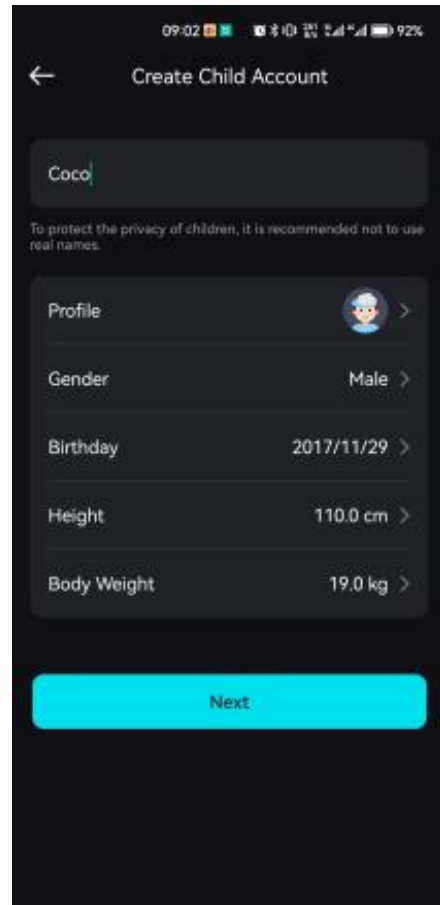 09:02 92%
Create Child Account
Coco
To protect the privacy of children, it is recommended not to use
real names.
Profile
Gender Male
Birthday 2017/11/29
Height 110.0 cm
Body Weight 19.0 kg
Next